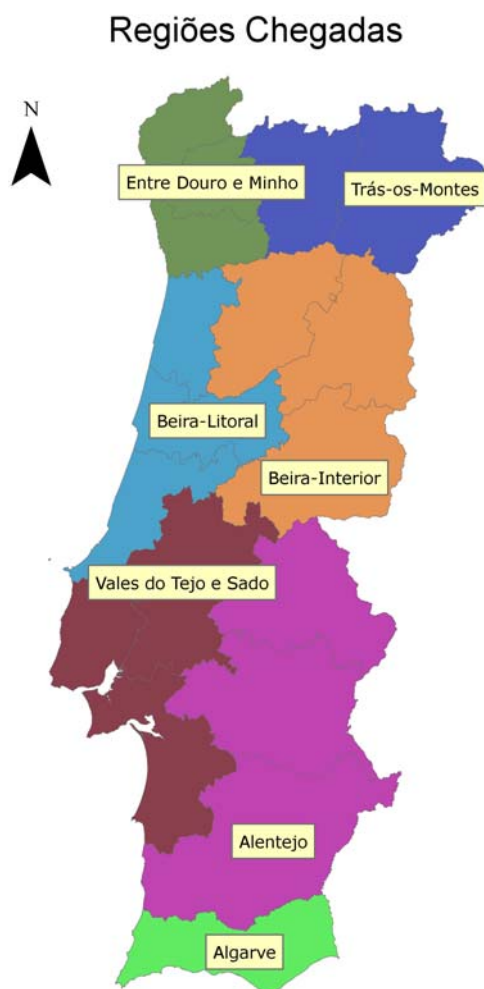 Regiões Chegadas
N
Entre Douro e Minho
Trás-os-Montes
Beira-Litoral
Beira-Interior
Vales do Tejo e Sado
Alentejo
Algarve